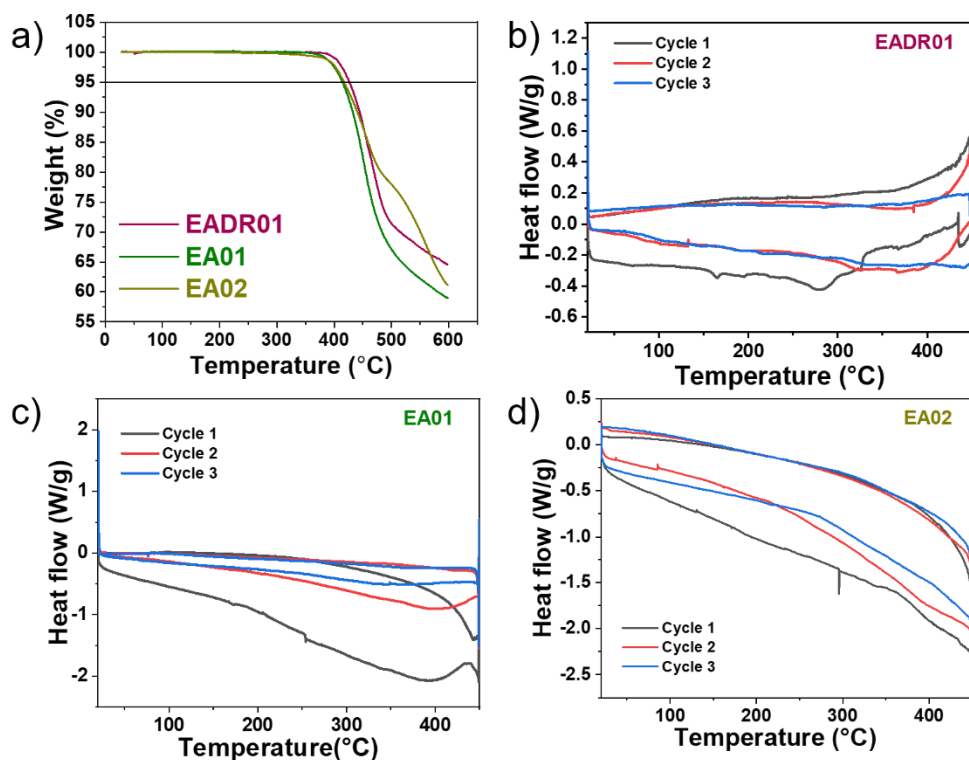 a)
Weight (%)
100
95
90
85
80
75
70
65
60
55
EADR01
EA01
EA02
0 100 200 300 400 500 600
Temperature (°C)
b)
EADR01
Heat flow (W/g)
1.2
1.0
0.8
0.6
0.4
0.2
0.0
-0.2
-0.4
-0.6
Cycle 1
Cycle 2
Cycle 3
100 200 300 400
Temperature (°C)
c)
EA01
Heat flow (W/g)
2
1
0
-1
-2
Cycle 1
Cycle 2
Cycle 3
100 200 300 400
Temperature(°C)
d)
EA02
Heat flow (W/g)
0.5
0.0
-0.5
-1.0
-1.5
-2.0
-2.5
Cycle 1
Cycle 2
Cycle 3
100 200 300 400
Temperature (°C)